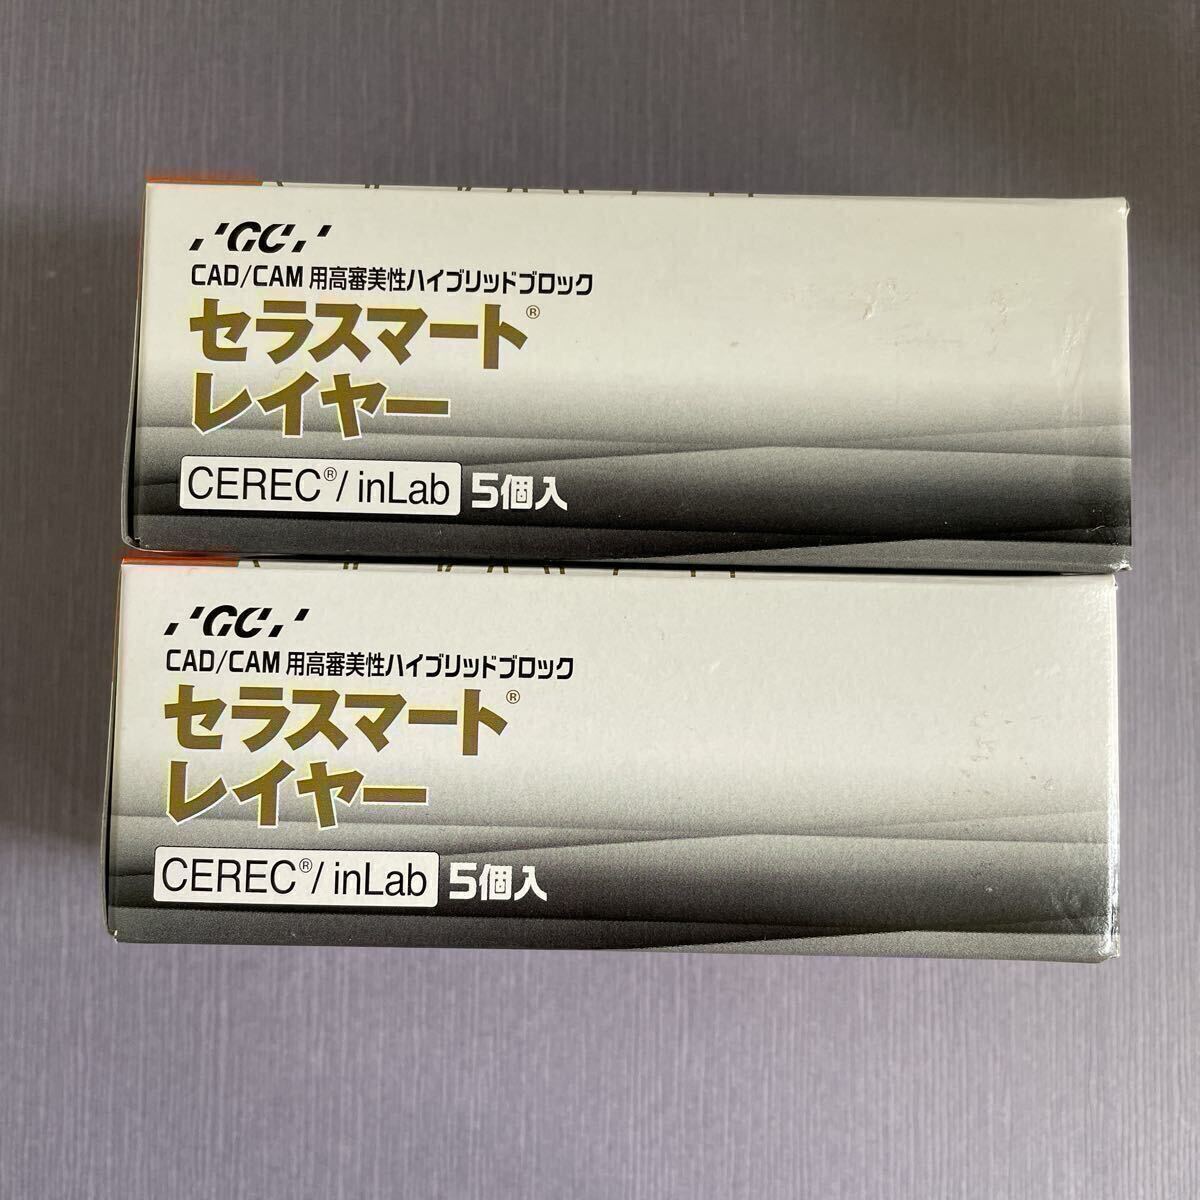 GC
CAD/CAM 用高審美性ハイブリッドブロック
セラスマート®
レイヤー
CEREC®/ inLab 5個入
GC
CAD/CAM 用高審美性ハイブリッドブロック
セラスマート®
レイヤー
CEREC®/ inLab 5個入